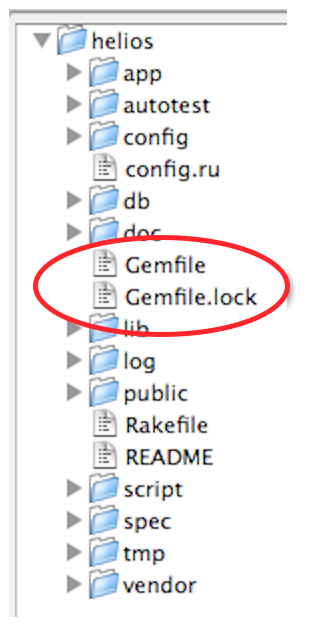 helios
app
autotest
config
config.ru
db
doc
Gemfile
Gemfile.lock
lib
log
public
Rakefile
README
script
spec
tmp
vendor